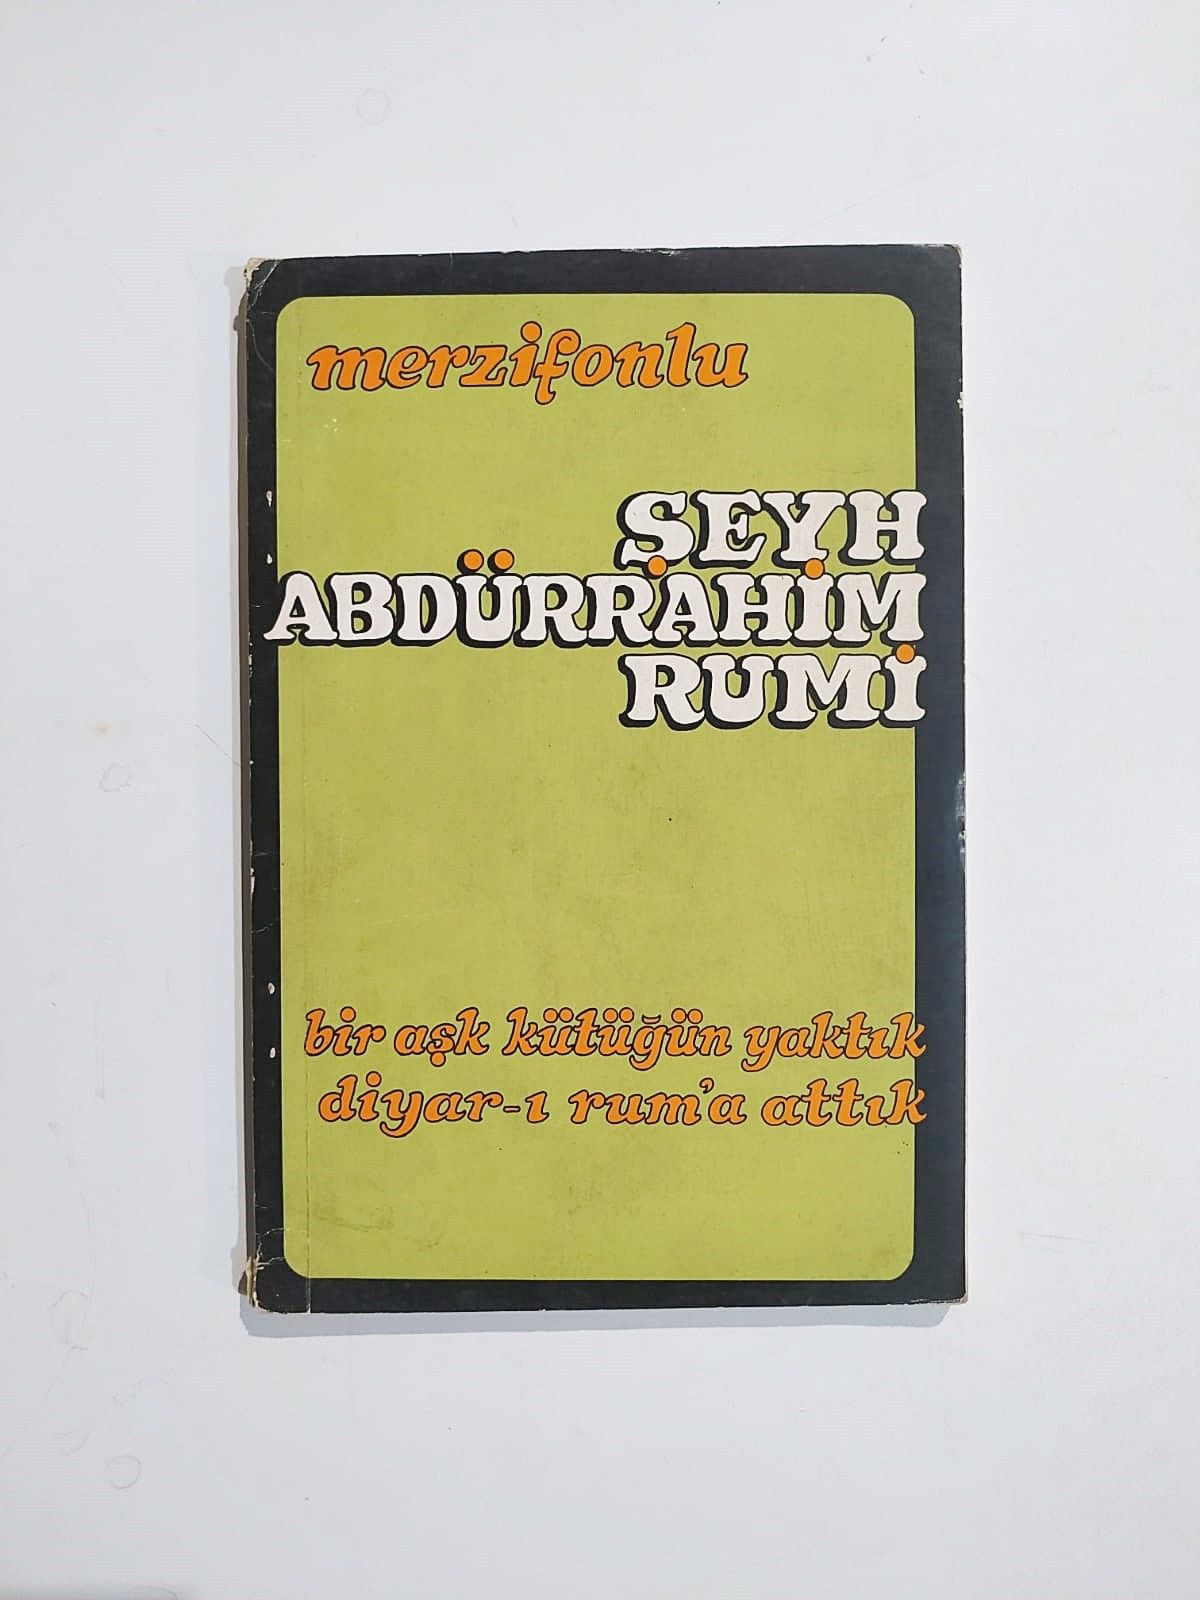 merzifonlu
ŞEYH
ABDÜRRAHİM
RUMİ
bir aşk kütüğün yaktık
diyar-ı rum'a attık